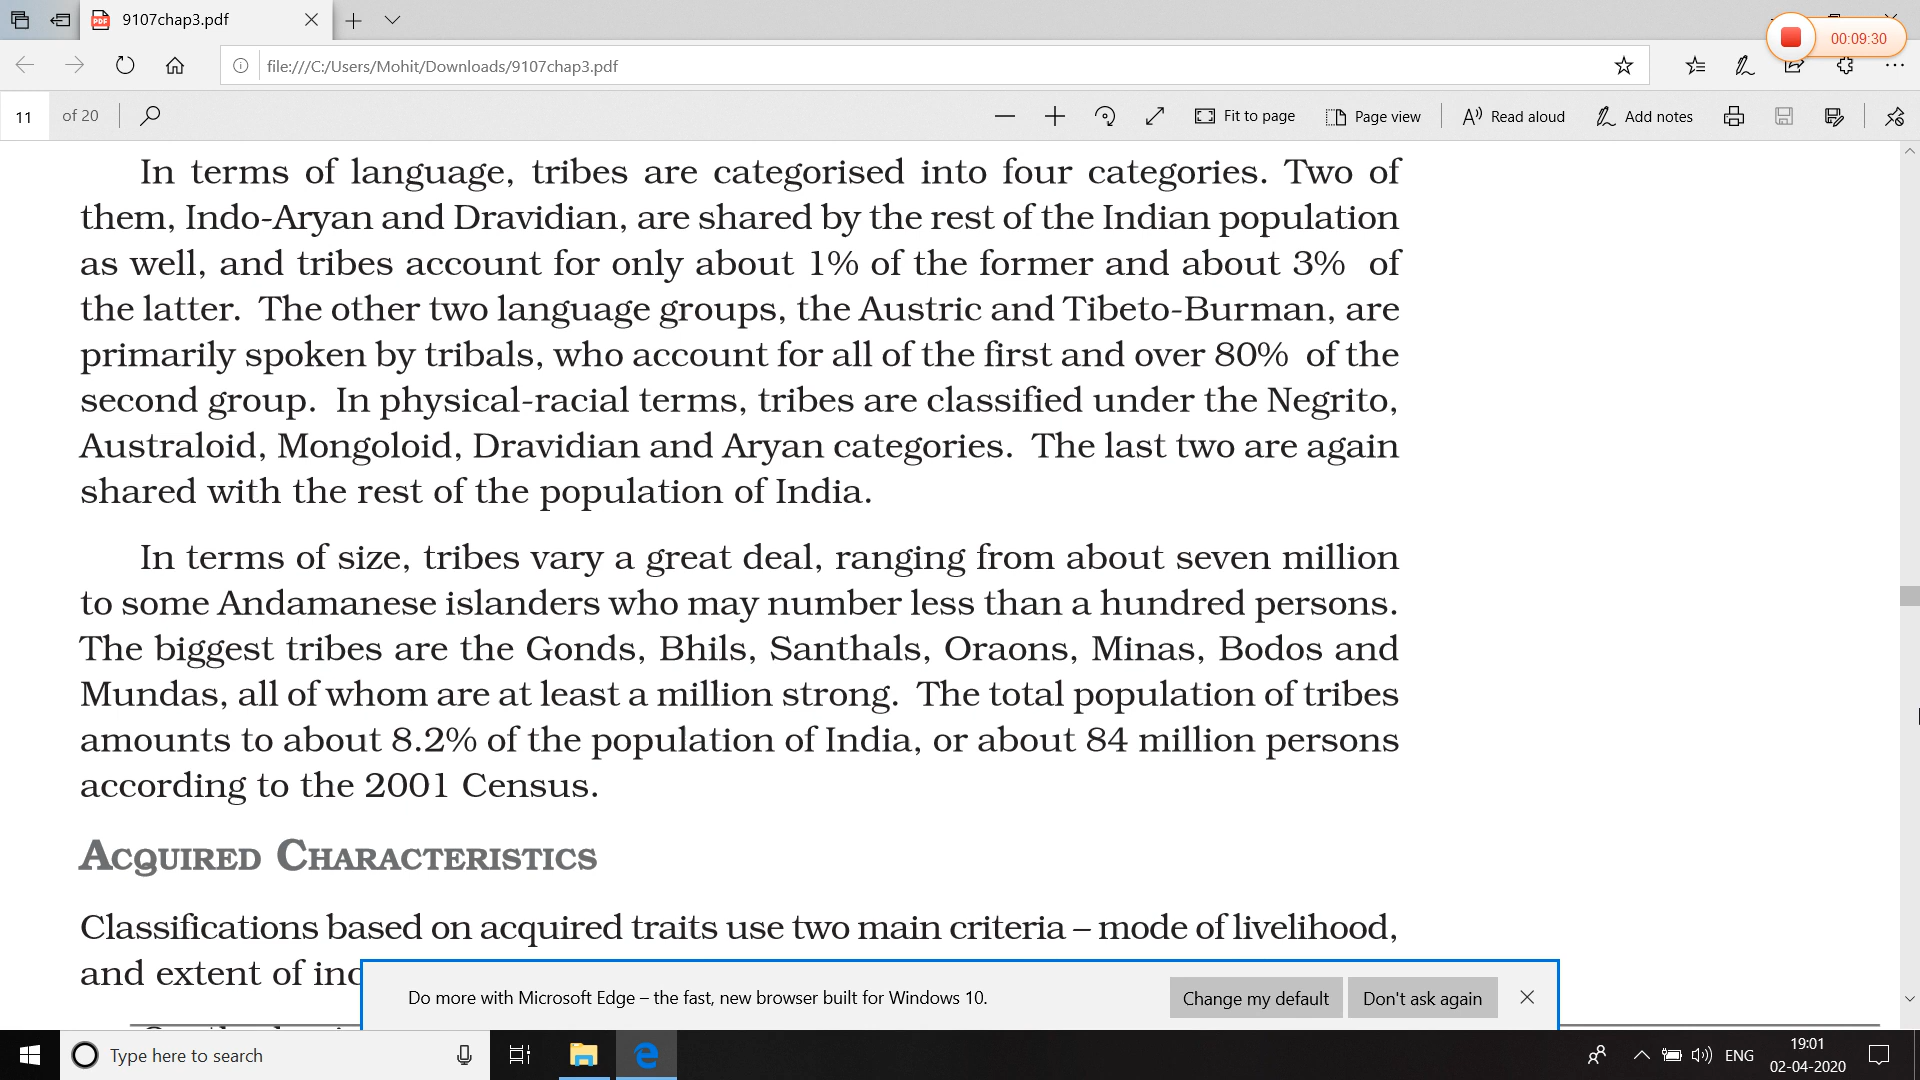 9107chap3.pdf
00:09:30
file:///C:/Users/Mohit/Downloads/9107chap3.pdf
11 of 20 Fit to page Page view Read aloud Add notes
In terms of language, tribes are categorised into four categories. Two of
them, Indo-Aryan and Dravidian, are shared by the rest of the Indian population
as well, and tribes account for only about 1% of the former and about 3% of
the latter. The other two language groups, the Austric and Tibeto-Burman, are
primarily spoken by tribals, who account for all of the first and over 80% of the
second group. In physical-racial terms, tribes are classified under the Negrito,
Australoid, Mongoloid, Dravidian and Aryan categories. The last two are again
shared with the rest of the population of India.
In terms of size, tribes vary a great deal, ranging from about seven million
to some Andamanese islanders who may number less than a hundred persons.
The biggest tribes are the Gonds, Bhils, Santhals, Oraons, Minas, Bodos and
Mundas, all of whom are at least a million strong. The total population of tribes
amounts to about 8.2% of the population of India, or about 84 million persons
according to the 2001 Census.
ACQUIRED CHARACTERISTICS
Classifications based on acquired traits use two main criteria – mode of livelihood,
and extent of
Do more with Microsoft Edge – the fast, new browser built for Windows 10. Change my default Don't ask again
Type here to search ENG 19:01
02-04-2020